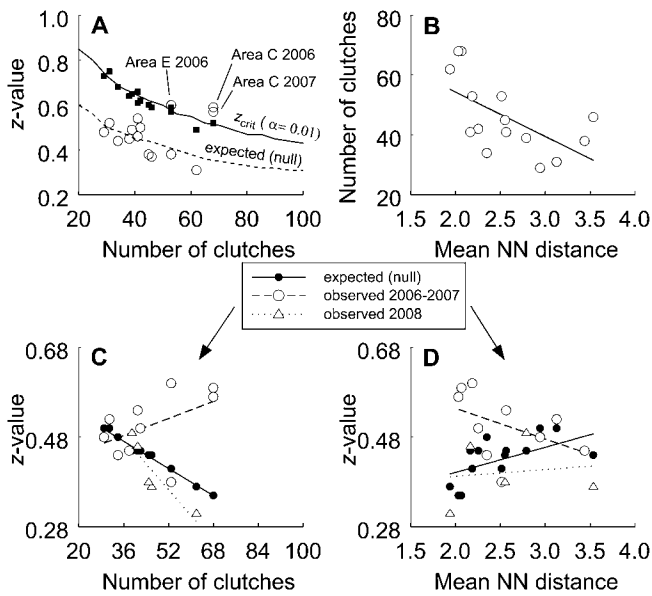 A
1.0
0.8
0.6
0.4
0.2
z-value
Area E 2006
Area C 2006
Area C 2007
zcrit ( α= 0.01)
expected (null)
20 40 60 80 100
Number of clutches
B
80
60
40
20
Number of clutches
1.5 2.0 2.5 3.0 3.5 4.0
Mean NN distance
expected (null)
observed 2006-2007
observed 2008
C
0.68
0.48
0.28
z-value
20 36 52 68 84 100
Number of clutches
D
0.68
0.48
0.28
z-value
1.5 2.0 2.5 3.0 3.5 4.0
Mean NN distance